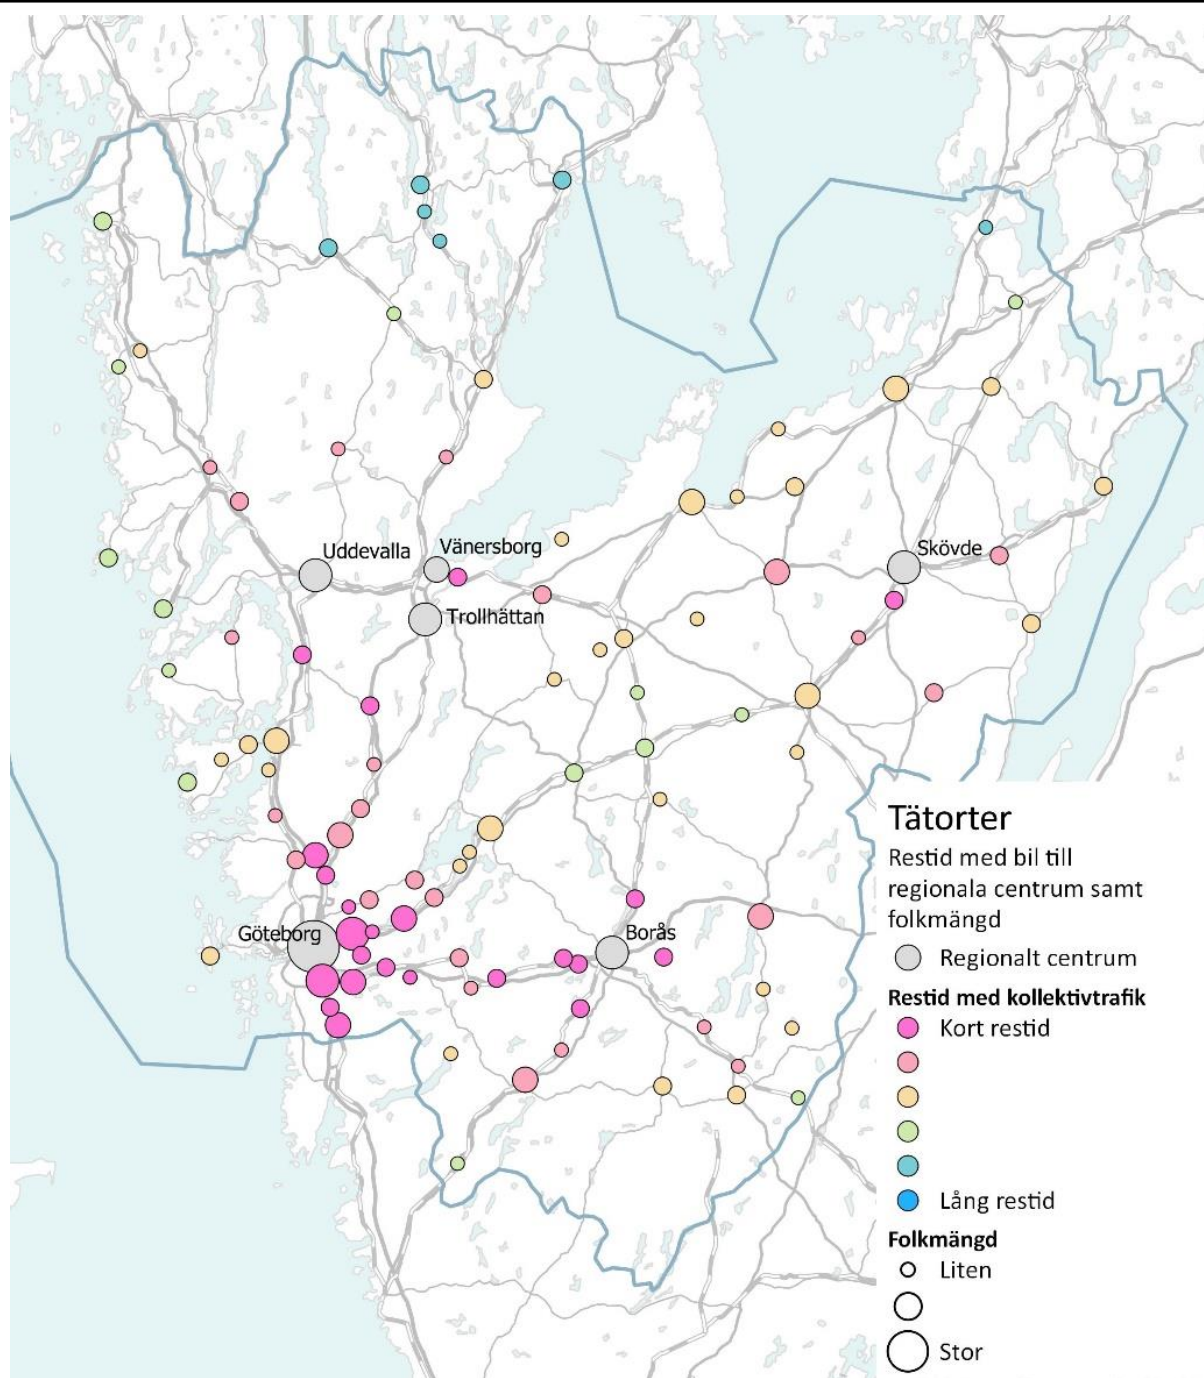 Uddevalla
Vänersborg
Skövde
Trollhättan
Göteborg
Borås
Tätorter
Restid med bil till
regionala centrum samt
folkmängd
Regionalt centrum
Restid med kollektivtrafik
Kort restid
Lång restid
Folkmängd
Liten
Stor